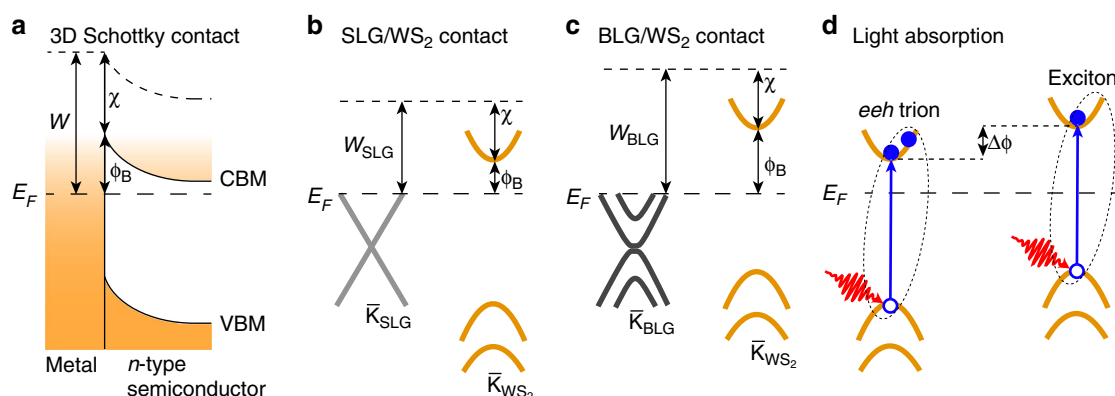 a 3D Schottky contact
W
χ
ϕB
EF
CBM
VBM
Metal
n-type
semiconductor
b SLG/WS2 contact
WSLG
χ
ϕB
EF
K̅SLG
K̅WS2
c BLG/WS2 contact
WBLG
χ
ϕB
EF
K̅BLG
K̅WS2
d Light absorption
Exciton
eeh trion
Δϕ
EF